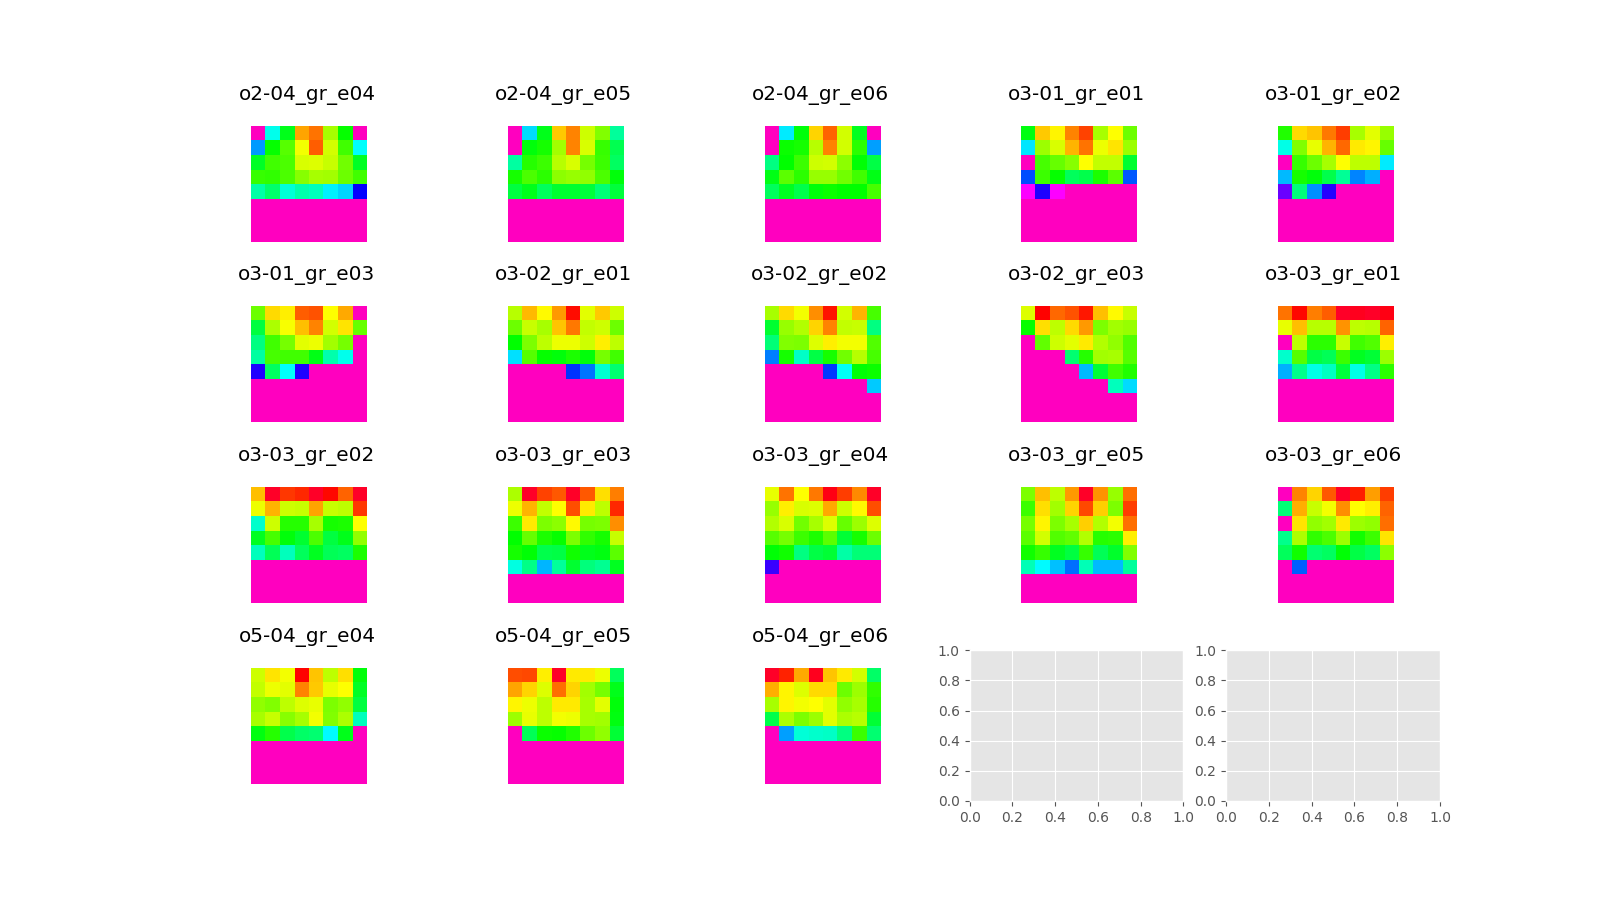 o2-04_gr_e04 o2-04_gr_e05 o2-04_gr_e06 o3-01_gr_e01 o3-01_gr_e02
o3-01_gr_e03 o3-02_gr_e01 o3-02_gr_e02 o3-02_gr_e03 o3-03_gr_e01
o3-03_gr_e02 o3-03_gr_e03 o3-03_gr_e04 o3-03_gr_e05 o3-03_gr_e06
o5-04_gr_e04 o5-04_gr_e05 o5-04_gr_e06
1.0 1.0
0.8 0.8
0.6 0.6
0.4 0.4
0.2 0.2
0.0 0.0
0.0 0.2 0.4 0.6 0.8 1.0 0.0 0.2 0.4 0.6 0.8 1.0